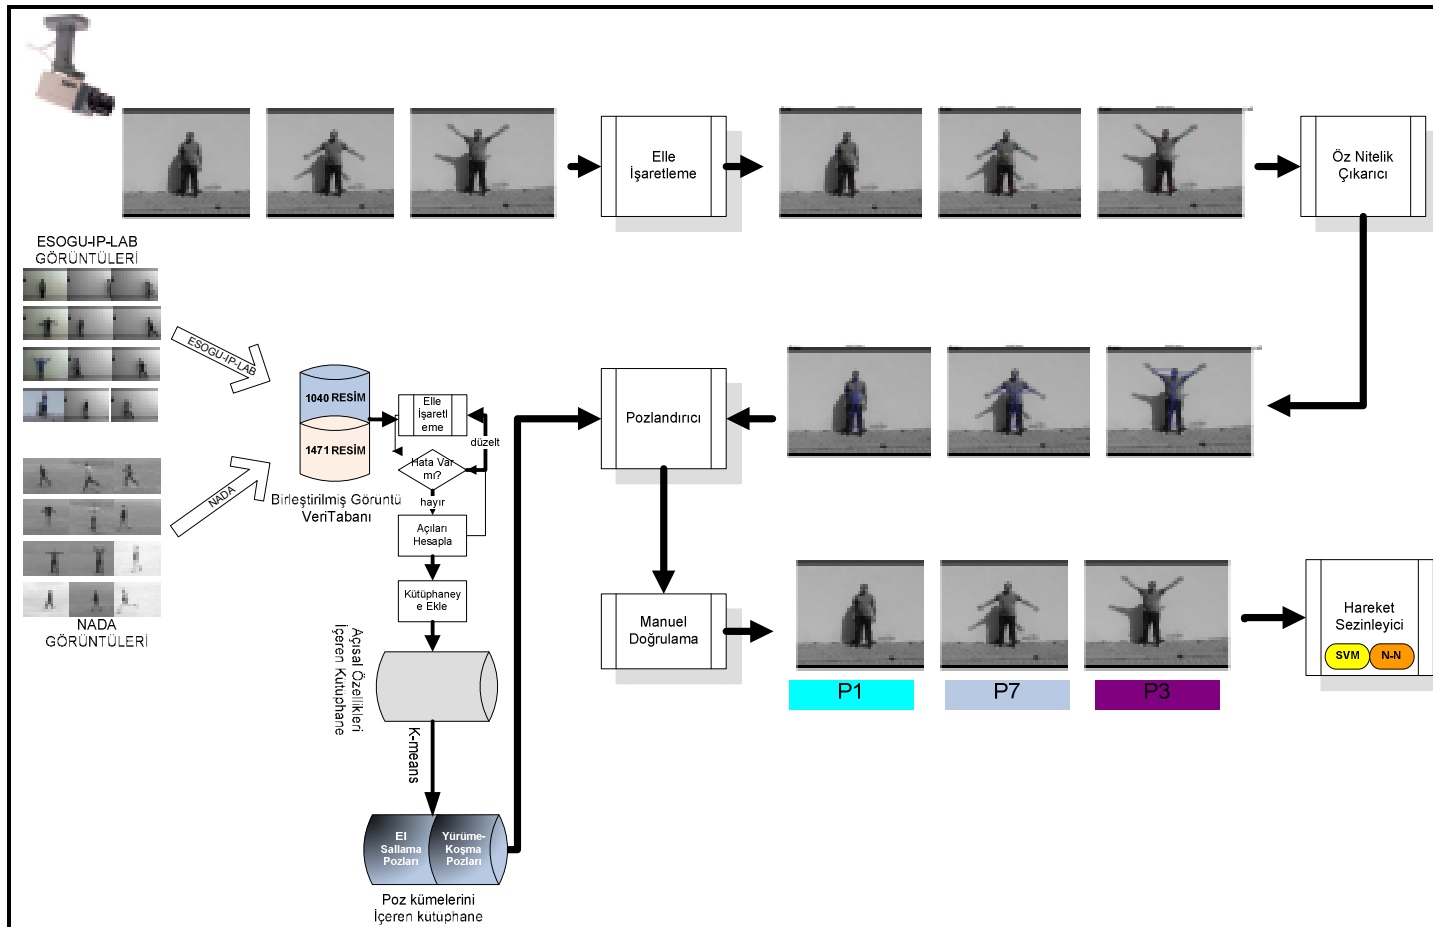 Elle
İşaretleme
Öz Nitelik
Çıkarıcı
ESOGU-IP-LAB
GÖRÜNTÜLERİ
ESOGU-IP-LAB
NADA
NADA
GÖRÜNTÜLERİ
1040 RESİM
1471 RESİM
Birleştirilmiş Görüntü
VeriTabanı
Elle
İşaretl
eme
düzelt
Hata Var
mı?
hayır
Açıları
Hesapla
Kütüphaney
e Ekle
Açısal Özellikleri
İçeren Kutuphane
K-means
El
Sallama
Pozları
Yürüme-
Koşma
Pozları
Poz kümelerini
İçeren kütüphane
Pozlandırıcı
Manuel
Doğrulama
P1
P7
P3
Hareket
Sezinleyici
SVM
N-N